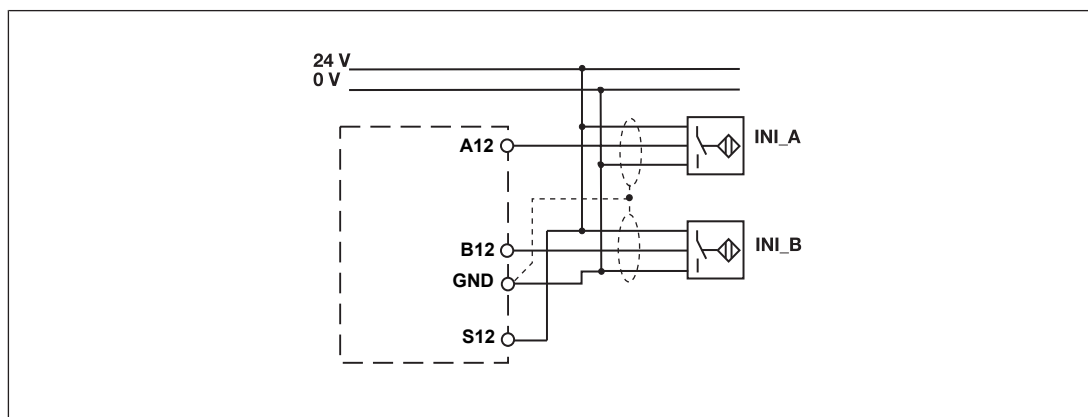 24 V
0 V
A12
INI_A
B12
INI_B
GND
S12